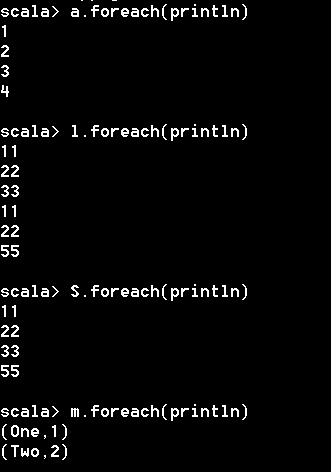 scala> a.foreach(println)
1
2
3
4
scala> l.foreach(println)
11
22
33
11
22
55
scala> S.foreach(println)
11
22
33
55
scala> m.foreach(println)
(One,1)
(Two,2)